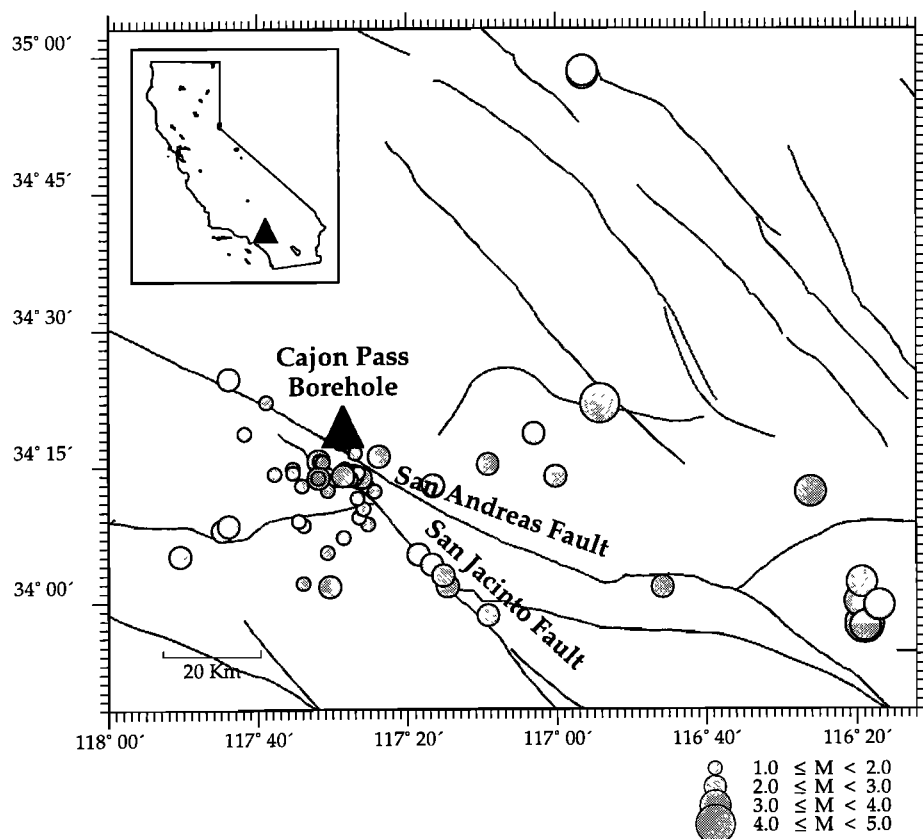 35° 00´
34° 45´
34° 30´
34° 15´
34° 00´
Cajon Pass
Borehole
San Andreas Fault
San Jacinto Fault
20 Km
118° 00´
117° 40´
117° 20´
117° 00´
116° 40´
116° 20´
1.0 ≤ M < 2.0
2.0 ≤ M < 3.0
3.0 ≤ M < 4.0
4.0 ≤ M < 5.0